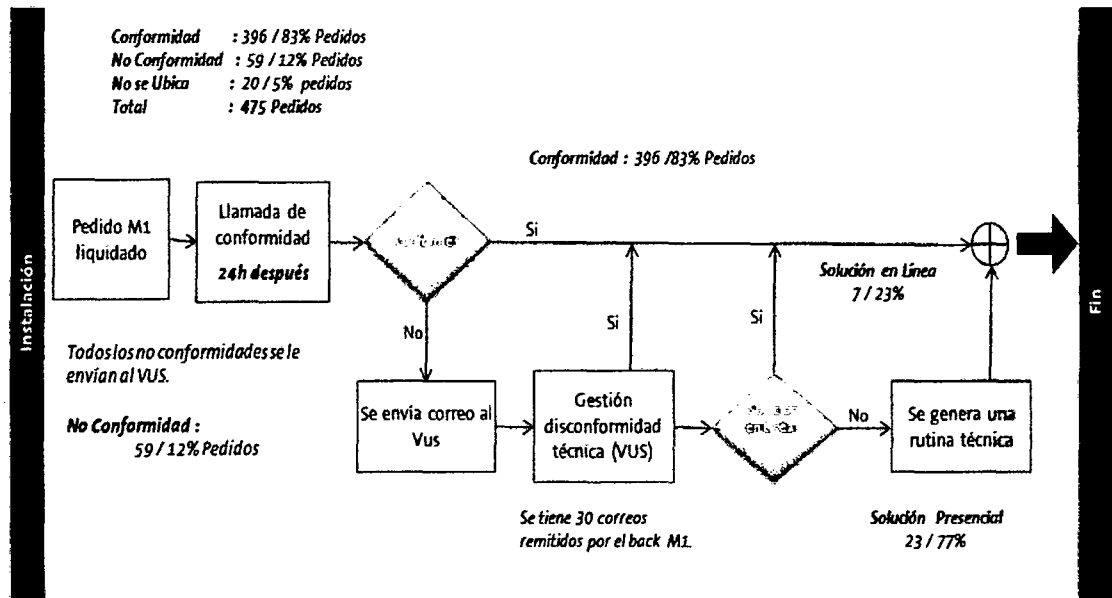 Conformidad : 396 / 83% Pedidos
No Conformidad : 59 / 12% Pedidos
No se Ubica : 20 / 5% pedidos
Total : 475 Pedidos
Conformidad : 396 /83% Pedidos
Instalación
Pedido M1
liquidado
Llamada de
conformidad
24h después
Si
Solución en Línea
7 / 23%
Fin
No
Si
Si
Todos los no conformidades se le
envían al VUS.
No Conformidad :
59 / 12% Pedidos
Se envía correo al
Vus
Gestión
disconformidad
técnica (VUS)
No
Se genera una
rutina técnica
Se tiene 30 correos
remitidos por el back M1.
Solución Presencial
23 / 77%